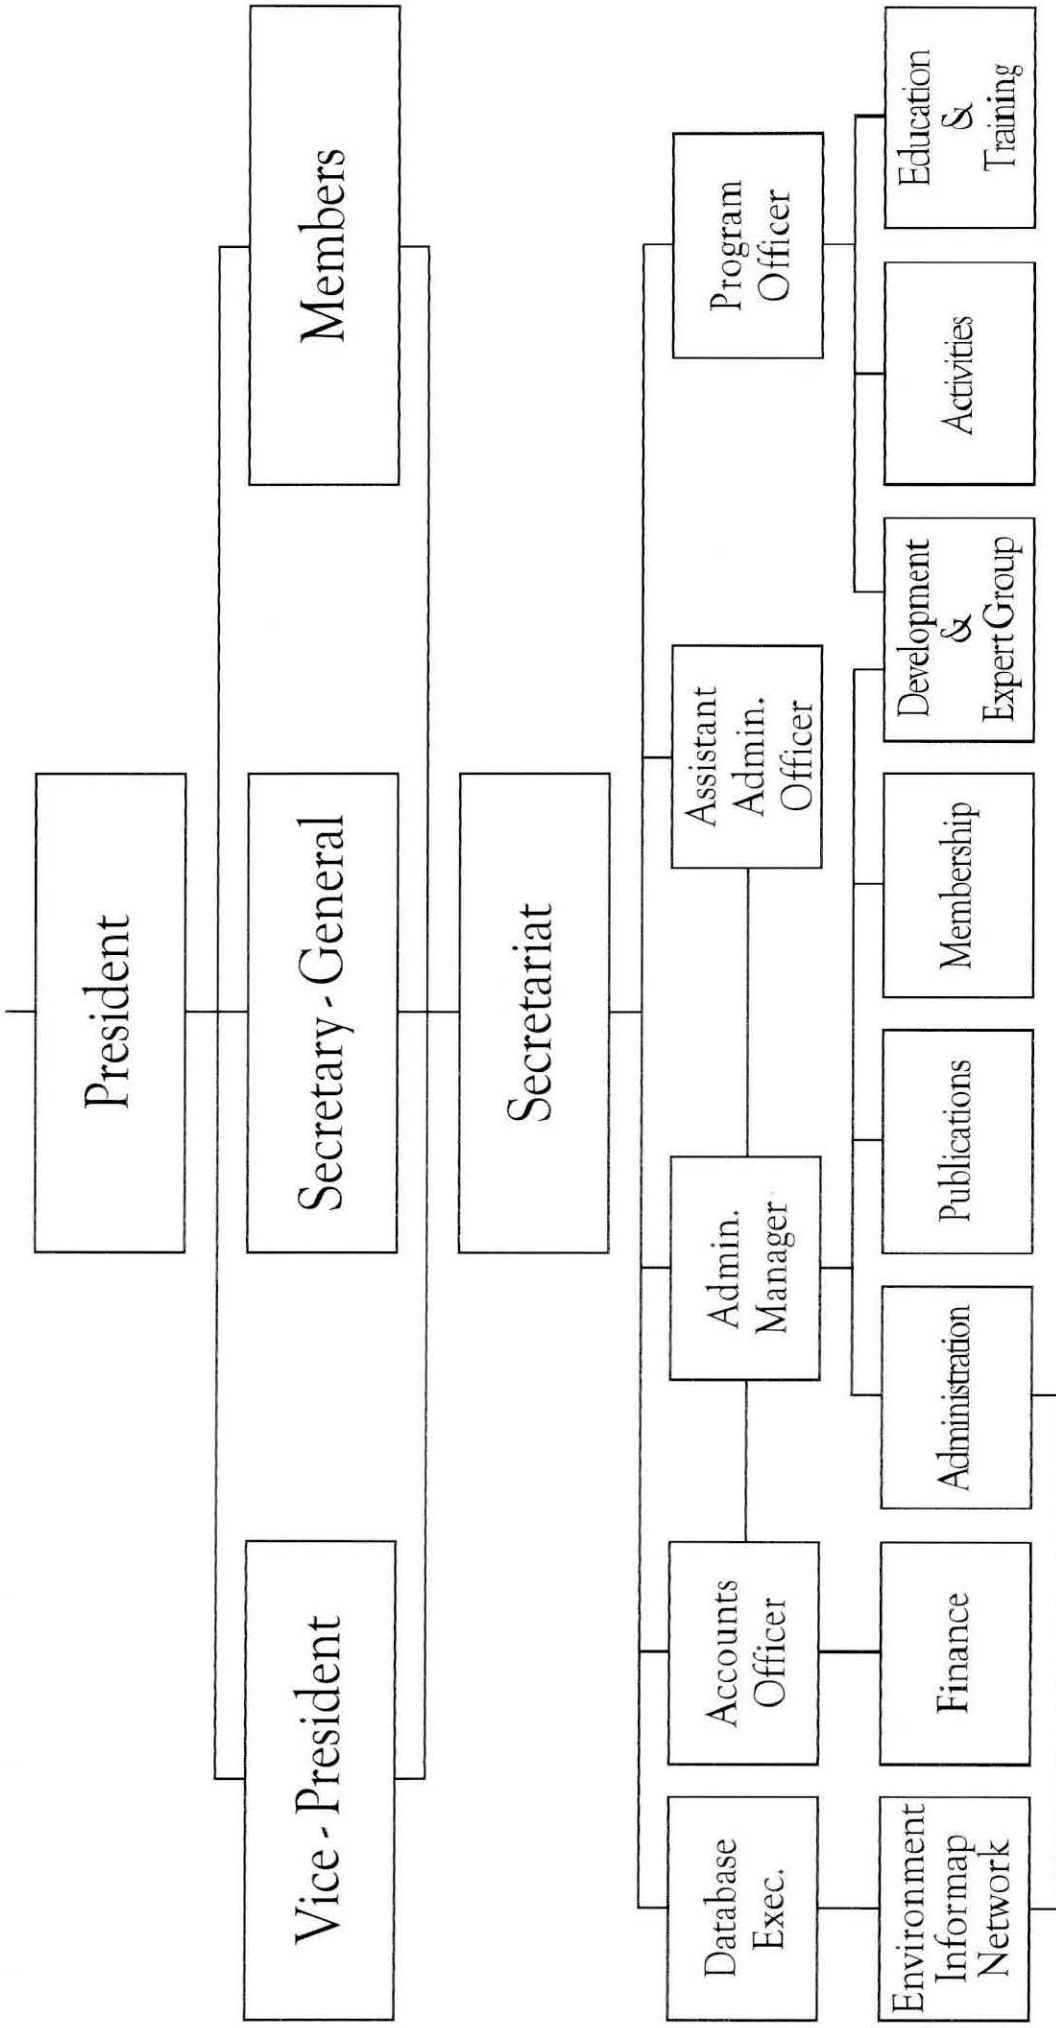 President
Vice - President
Secretary - General
Members
Secretariat
Database
Exec.
Accounts
Officer
Admin.
Manager
Assistant
Admin.
Officer
Program
Officer
Environment
Informap
Network
Finance
Administration
Publications
Membership
Development
&
Expert Group
Activities
Education
&
Training